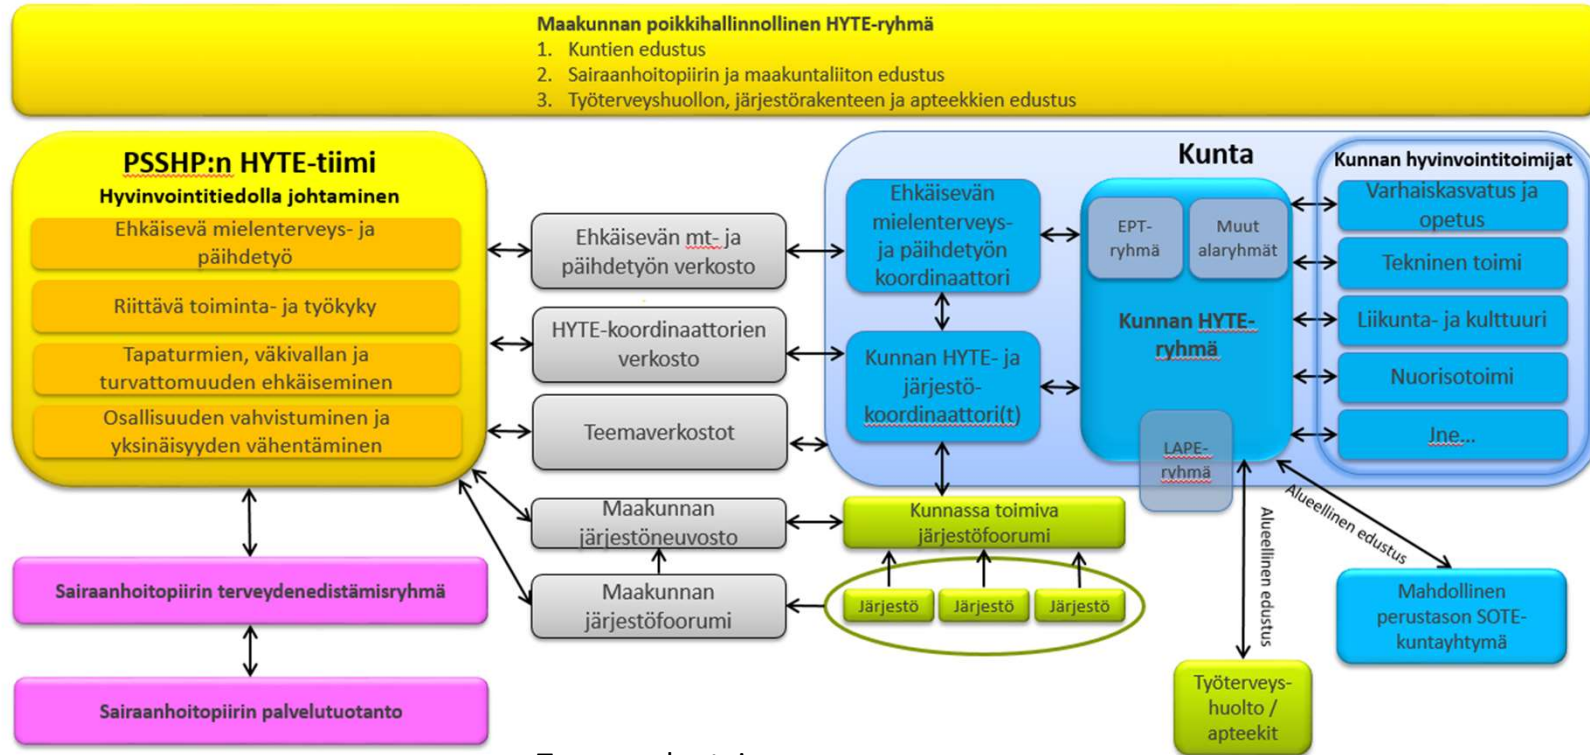 Maakunnan poikkihallinnollinen HYTE-ryhmä
1. Kuntien edustus
2. Sairaanhoitopiirin ja maakuntaliiton edustus
3. Työterveyshuollon, järjestörakenteen ja apteekkien edustus
PSSHP:n HYTE-tiimi
Hyvinvointitiedolla johtaminen
Ehkäisevä mielenterveys- ja
päihdetyö
Riittävä toiminta- ja työkyky
Tapaturmien, väkivallan ja
turvattomuuden ehkäiseminen
Osallisuuden vahvistuminen ja
yksinäisyyden vähentäminen
Sairaanhoitopiirin terveydenedistämisryhmä
Sairaanhoitopiirin palvelutuotanto
Ehkäisevän mt- ja
päihdetyön verkosto
HYTE-koordinaattorien
verkosto
Teemaverkostot
Maakunnan
järjestöneuvosto
Maakunnan
järjestöfoorumi
Kunta
Ehkäisevän
mielenterveys-
ja päihdetyön
koordinaattori
Kunnan HYTE- ja
järjestö-
koordinaattori(t)
EPT-
ryhmä
Muut
alaryhmät
Kunnan HYTE-
ryhmä
LAPE-
ryhmä
Kunnan hyvinvointitoimijat
Varhaiskasvatus ja
opetus
Tekninen toimi
Liikunta- ja kulttuuri
Nuorisotoimi
Jne...
Kunnassa toimiva
järjestöfoorumi
Järjestö
Järjestö
Järjestö
Alueellinen edustus
Alueellinen edustus
Työterveys-
huolto /
apteekit
Mahdollinen
perustason SOTE-
kuntayhtymä